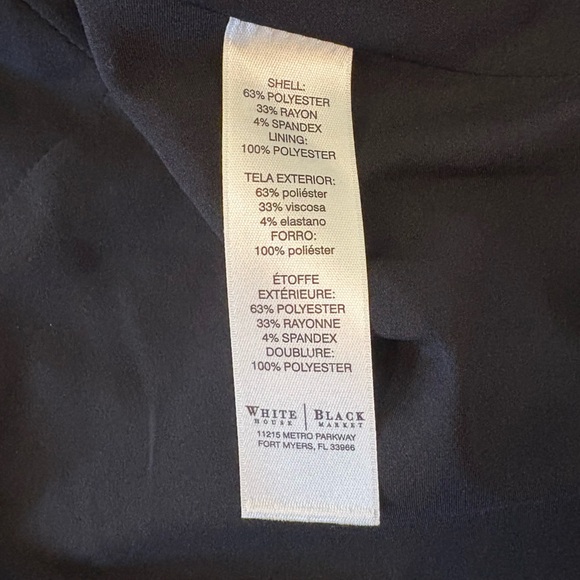 SHELL:
63% POLYESTER
33% RAYON
4% SPANDEX
LINING:
100% POLYESTER
TELA EXTERIOR:
63% poliéster
33% viscosa
4% elastano
FORRO:
100% poliéster
ÉTOFFE
EXTÉRIEURE:
63% POLYESTER
33% RAYONNE
4% SPANDEX
DOUBLURE:
100% POLYESTER
WHITE | BLACK
HOUSE | MARKET
11215 METRO PARKWAY
FORT MYERS, FL 33966